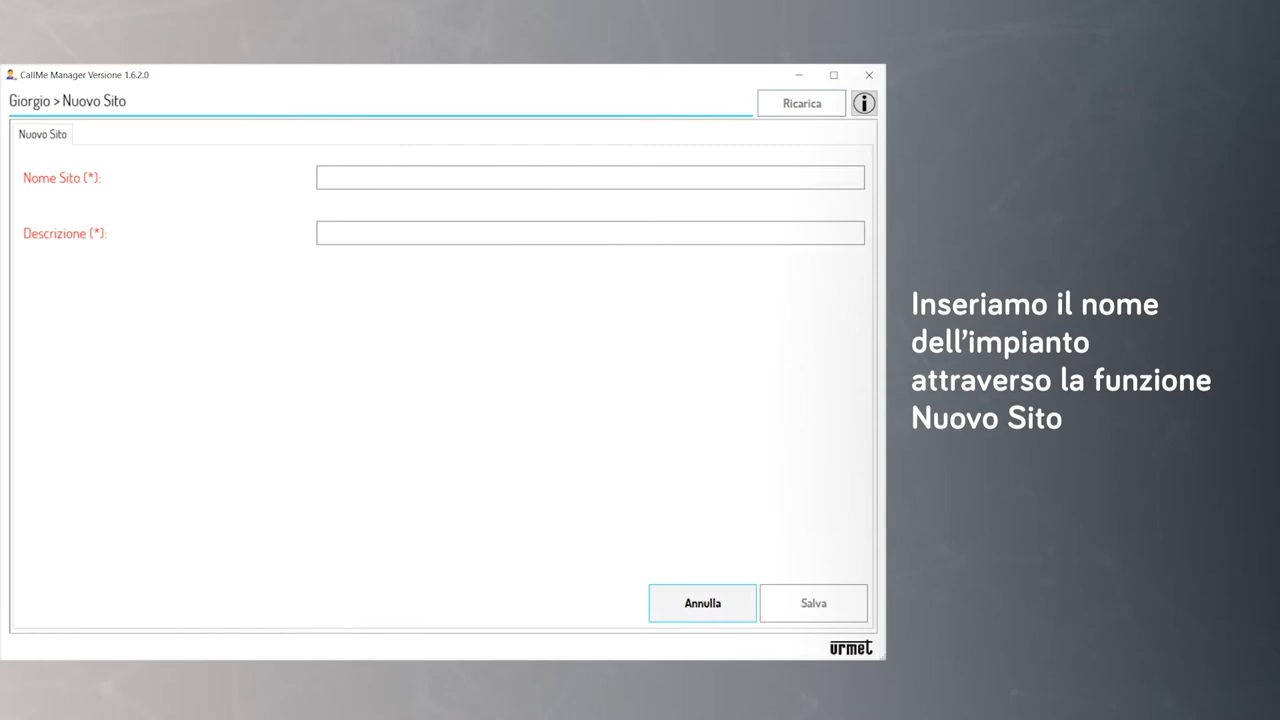 CallMe Manager Versione 1.6.2.0
Giorgio > Nuovo Sito
Ricarica
Nuovo Sito
Nome Sito (*):
Descrizione (*):
Annulla
Salva
urmet
Inseriamo il nome
dell’impianto
attraverso la funzione
Nuovo Sito